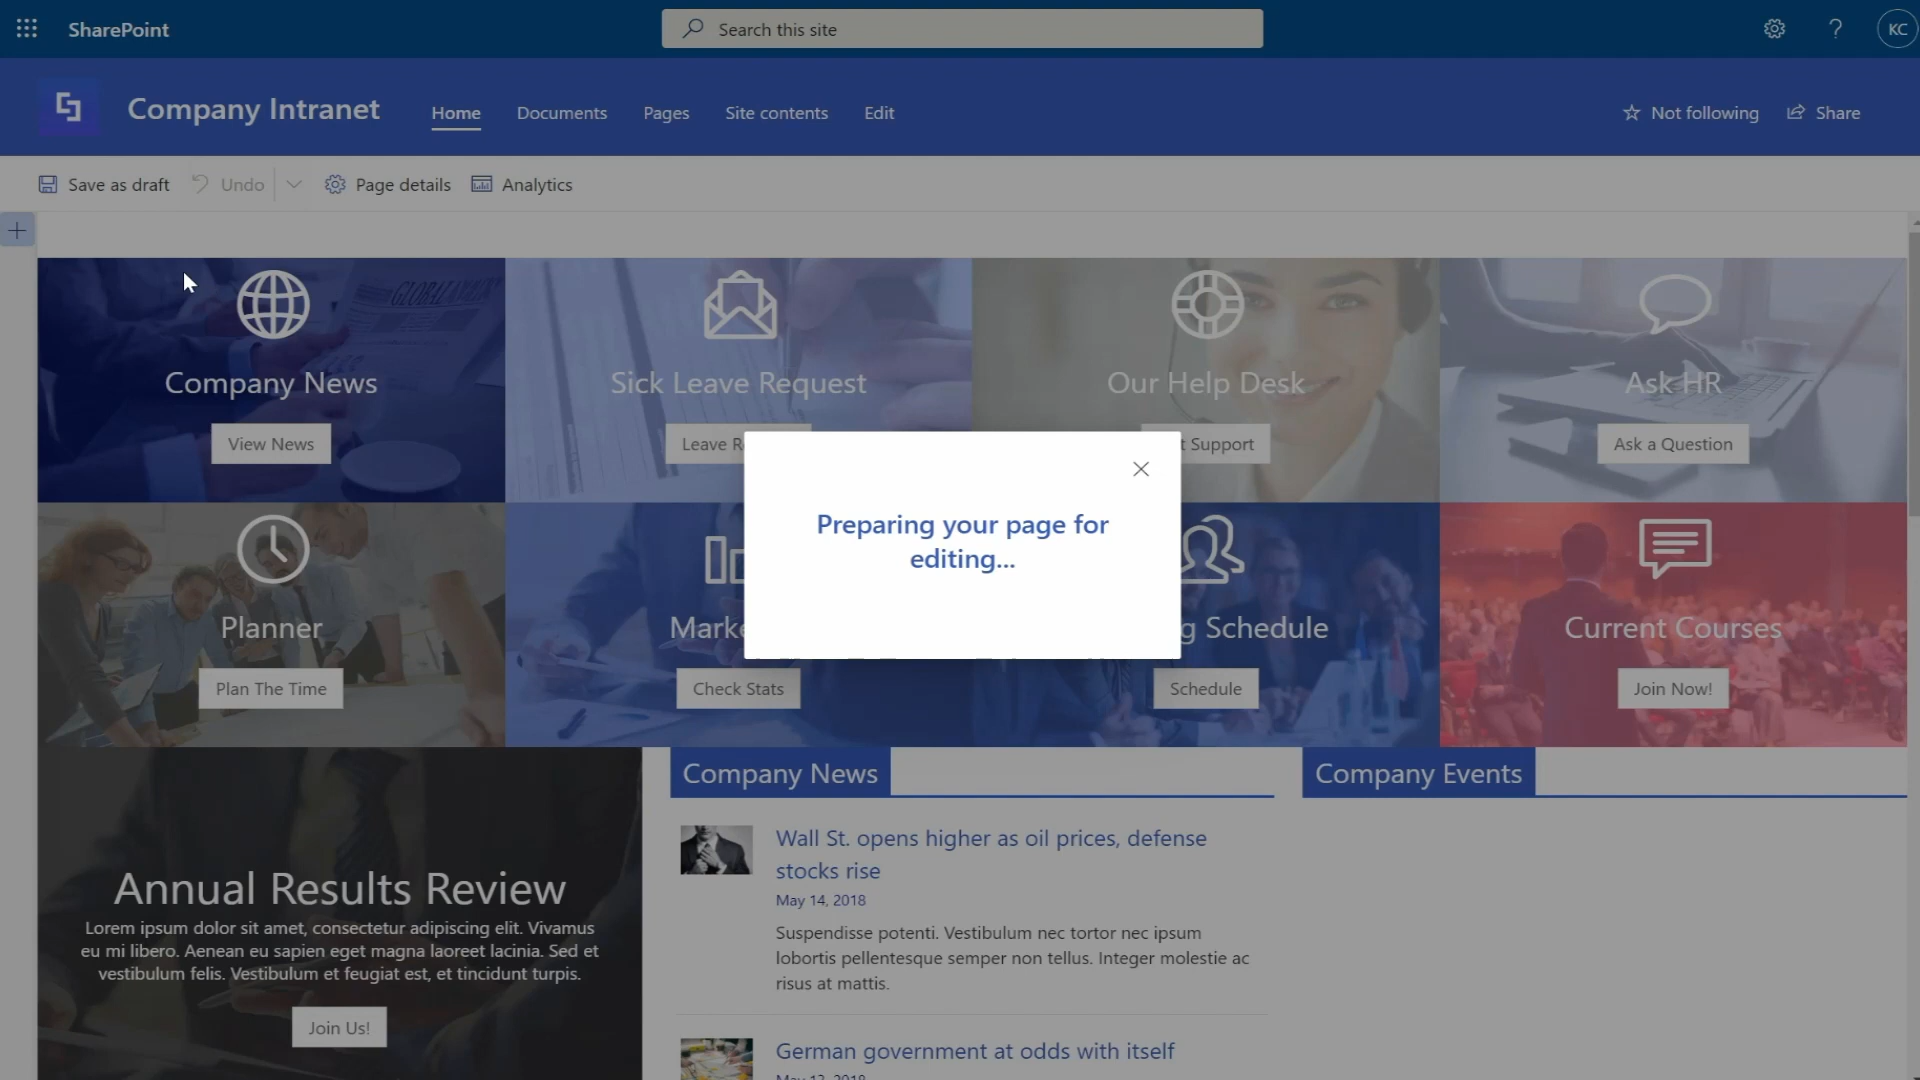 SharePoint
Search this site
KC
Company Intranet
Home
Documents
Pages
Site contents
Edit
Not following
Share
Save as draft
Undo
Page details
Analytics
Company News
Sick Leave Request
Our Help Desk
Ask HR
View News
Leave
Support
Ask a Question
Preparing your page for
editing...
Planner
Schedule
Current Courses
Plan The Time
Check Stats
Schedule
Join Now!
Annual Results Review
Lorem ipsum dolor sit amet, consectetur adipiscing elit. Vivamus
eu mi libero. Aenean eu sapien eget magna laoreet lacinia. Sed et
vestibulum felis. Vestibulum et feugiat est, et tincidunt turpis.
Join Us!
Company News
Wall St. opens higher as oil prices, defense
stocks rise
May 14, 2018
Suspendisse potenti. Vestibulum nec tortor nec ipsum
lobortis pellentesque semper non tellus. Integer molestie ac
risus at mattis.
German government at odds with itself
May 13, 2018
Company Events